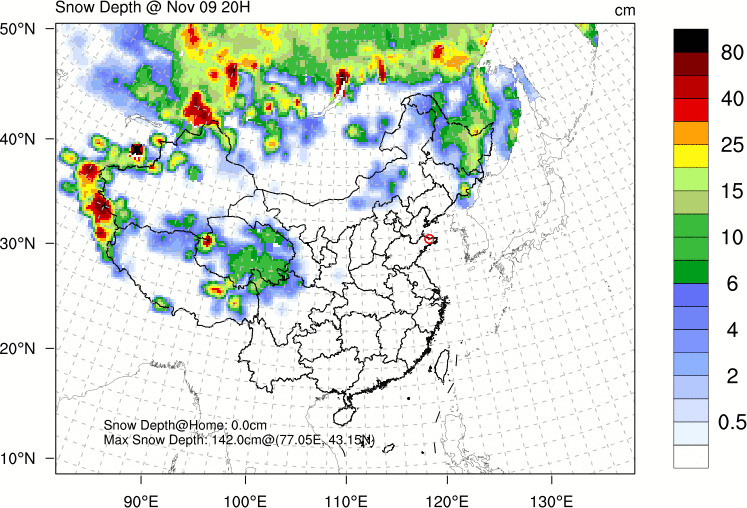 Snow Depth @ Nov 09 20H
cm
50°N
40°N
30°N
20°N
10°N
90°E
100°E
110°E
120°E
130°E
80
40
25
15
10
6
4
2
0.5
Snow Depth@Home: 0.0cm
Max Snow Depth: 142.0cm@(77.05E, 43.15N)